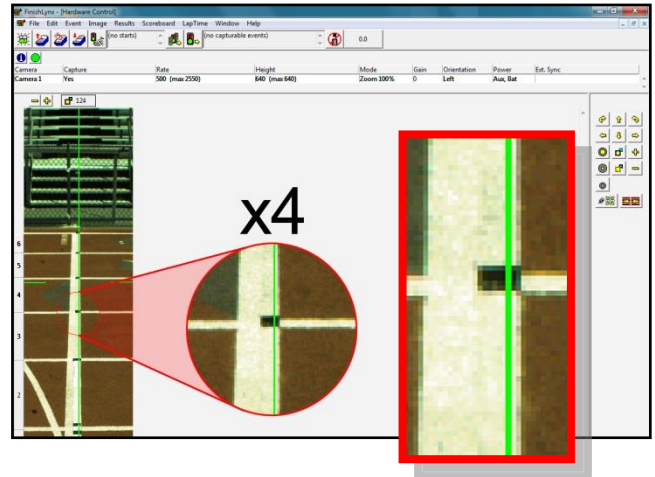 FinishLynx - [Hardware Control]
File Edit Event Image Results Scoreboard LapTime Window Help
(no starts)
(no capturable events)
0.0
Camera Capture Rate Height Mode Gain Orientation Power Ext. Sync
Camera 1 Yes 500 (max 2550) 640 (max 640) Zoom 100% 0 Left Aux, Bat
124
x4
6
5
4
3
2